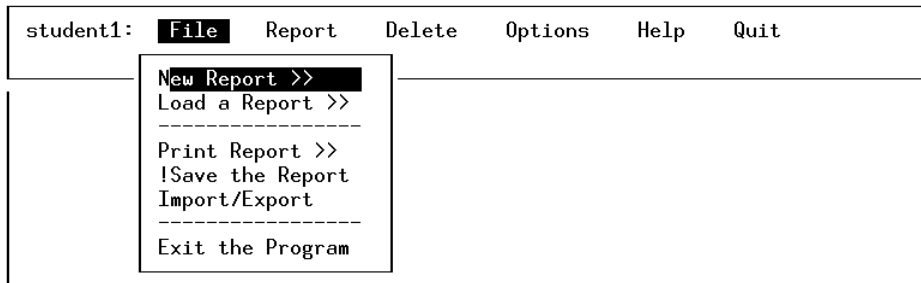 student1: File Report Delete Options Help Quit
New Report >>
Load a Report >>
-----------------
Print Report >>
!Save the Report
Import/Export
-----------------
Exit the Program